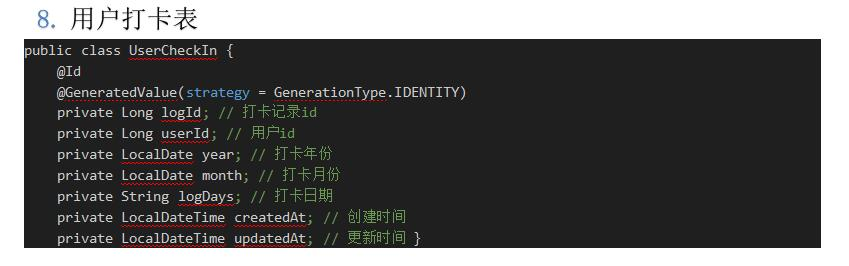 8. 用户打卡表
public class UserCheckIn {
@Id
@GeneratedValue(strategy = GenerationType.IDENTITY)
private Long logId; // 打卡记录id
private Long userId; // 用户id
private LocalDate year; // 打卡年份
private LocalDate month; // 打卡月份
private String logDays; // 打卡日期
private LocalDateTime createdAt; // 创建时间
private LocalDateTime updatedAt; // 更新时间 }